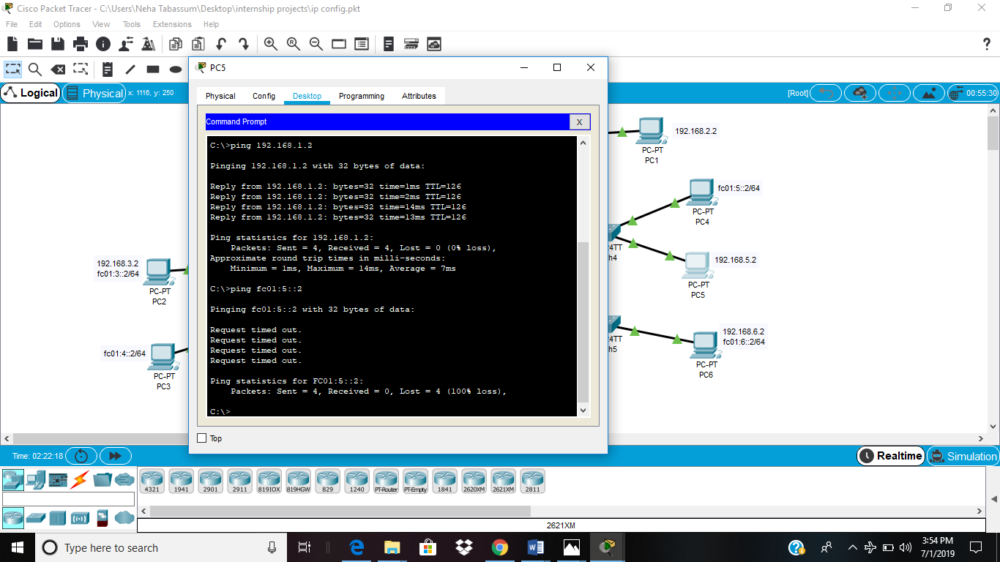 Cisco Packet Tracer - C:\Users\Neha Tabassum\Desktop\internship projects\ip config.pkt
File Edit Options View Tools Extensions Help
?
PC5
Logical
Physical
x: 1116, y: 250
[Root]
00:55:30
Physical Config Desktop Programming Attributes
Command Prompt
X
C:\>ping 192.168.1.2
Pinging 192.168.1.2 with 32 bytes of data:
Reply from 192.168.1.2: bytes=32 time=1ms TTL=126
Reply from 192.168.1.2: bytes=32 time=2ms TTL=126
Reply from 192.168.1.2: bytes=32 time=14ms TTL=126
Reply from 192.168.1.2: bytes=32 time=13ms TTL=126
Ping statistics for 192.168.1.2:
Packets: Sent = 4, Received = 4, Lost = 0 (0% loss),
Approximate round trip times in milli-seconds:
Minimum = 1ms, Maximum = 14ms, Average = 7ms
C:\>ping fc01:5::2
Pinging fc01:5::2 with 32 bytes of data:
Request timed out.
Request timed out.
Request timed out.
Request timed out.
Ping statistics for FC01:5::2:
Packets: Sent = 4, Received = 0, Lost = 4 (100% loss),
C:\>
Top
192.168.3.2
fc01:3::2/64
PC-PT
PC2
fc01:4::2/64
PC-PT
PC3
192.168.2.2
PC-PT
PC1
fc01:5::2/64
PC-PT
PC4
24TT
h4
192.168.5.2
PC-PT
PC5
24TT
h5
192.168.6.2
fc01:6::2/64
PC-PT
PC6
Time: 02:22:18
Realtime
Simulation
4321 1941 2901 2911 819IOX 819HGW 829 1240 PT-Router PT-Empty 1841 2620XM 2621XM 2811
2621XM
Type here to search
3:54 PM
7/1/2019